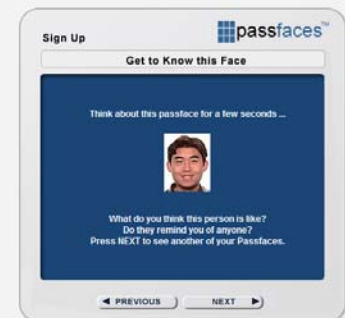 Sign Up
passfaces™
Get to Know this Face
Think about this passface for a few seconds ...
What do you think this person is like?
Do they remind you of anyone?
Press NEXT to see another of your Passfaces.
PREVIOUS
NEXT